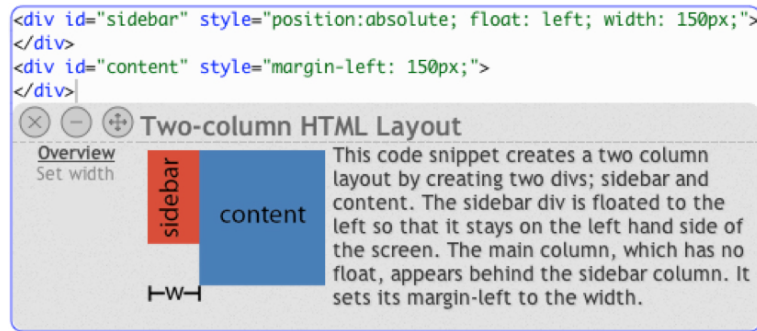 <div id="sidebar" style="position:absolute; float: left; width: 150px;">
</div>
<div id="content" style="margin-left: 150px;">
</div>
Two-column HTML Layout
Overview
Set width
sidebar
content
w
This code snippet creates a two column
layout by creating two divs; sidebar and
content. The sidebar div is floated to the
left so that it stays on the left hand side of
the screen. The main column, which has no
float, appears behind the sidebar column. It
sets its margin-left to the width.